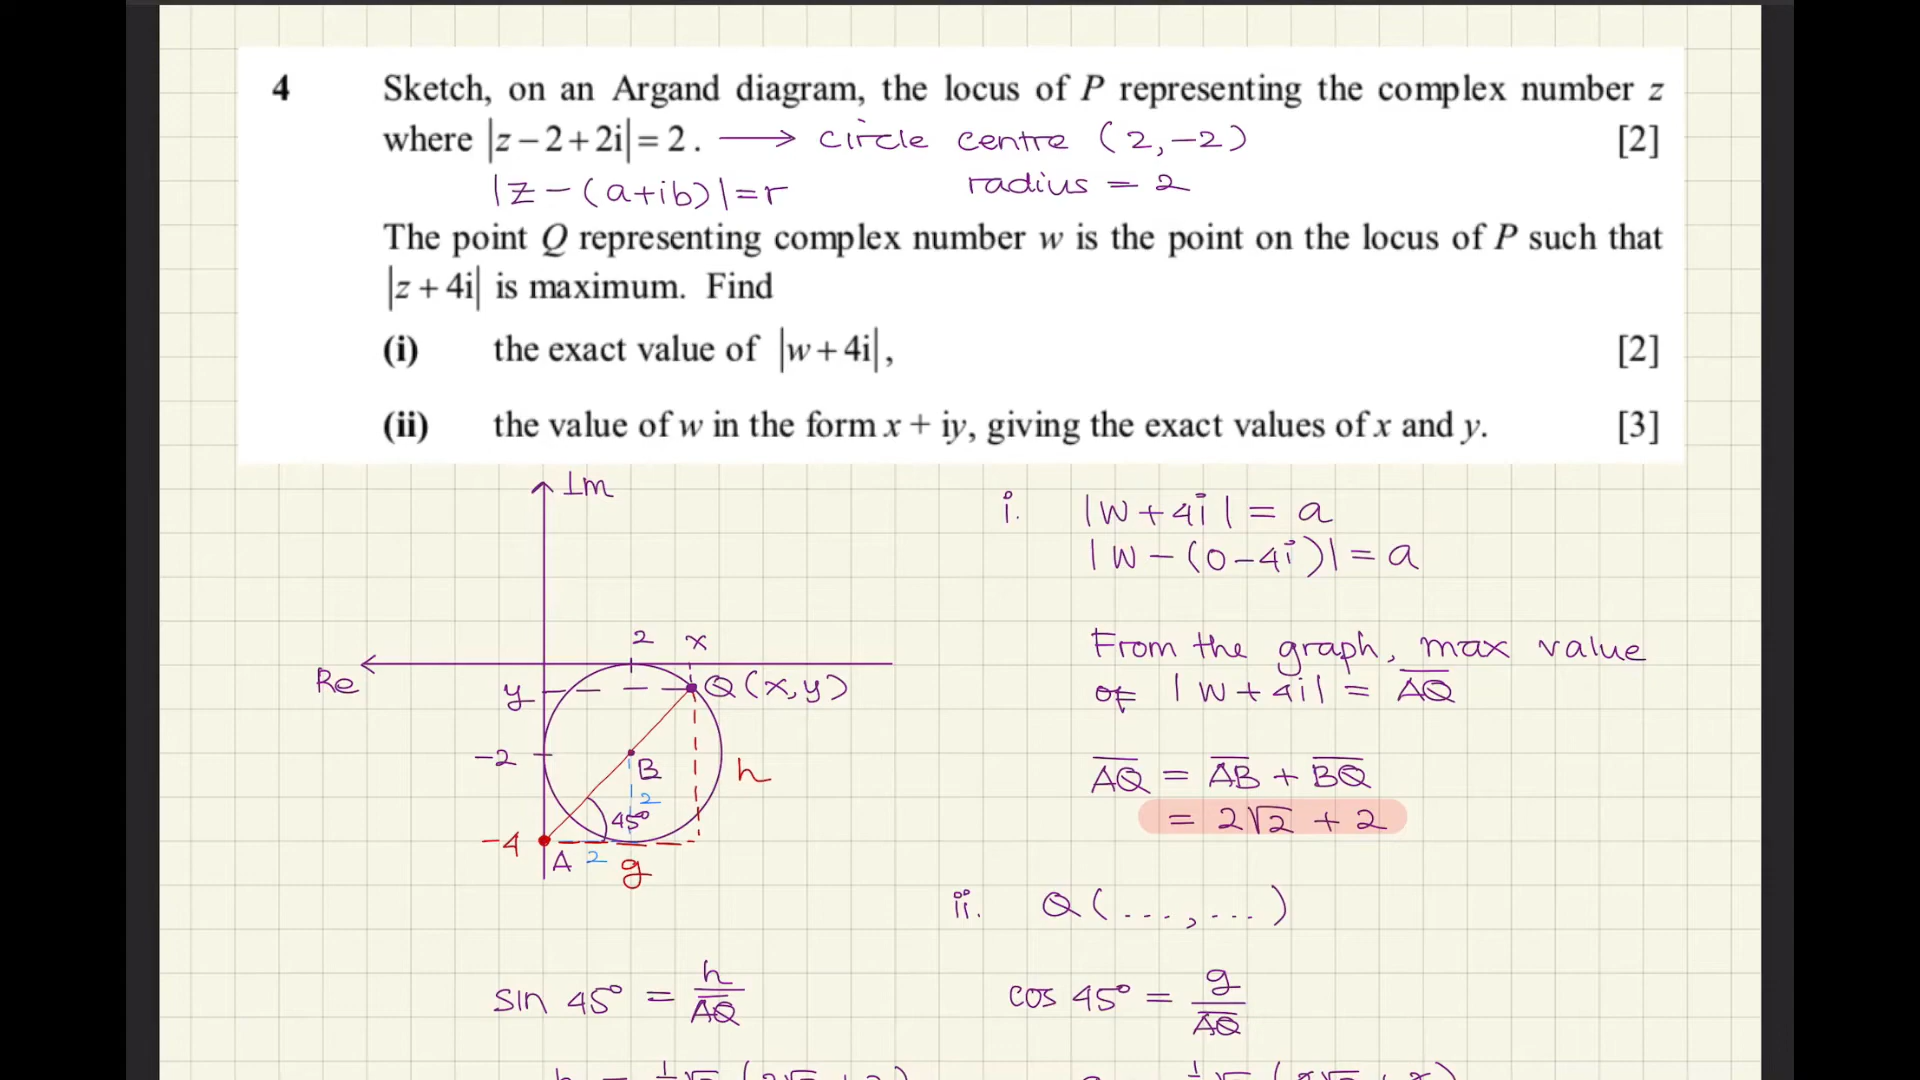 4 Sketch, on an Argand diagram, the locus of P representing the complex number z
where |z − 2 + 2i| = 2. → circle centre (2, −2) [2]
|z − (a+ib)| = r radius = 2
The point Q representing complex number w is the point on the locus of P such that
|z + 4i| is maximum. Find
(i) the exact value of |w + 4i|, [2]
(ii) the value of w in the form x + iy, giving the exact values of x and y. [3]
Im
Re
2 x
y
Q (x,y)
−2
B
h
2
45°
−4
A 2 g
i. |w + 4i| = a
|w − (0 − 4i)| = a
From the graph, max value
of |w + 4i| = AQ
AQ = AB + BQ
= 2√2 + 2
ii. Q (..., ...)
sin 45° = h/AQ
cos 45° = g/AQ